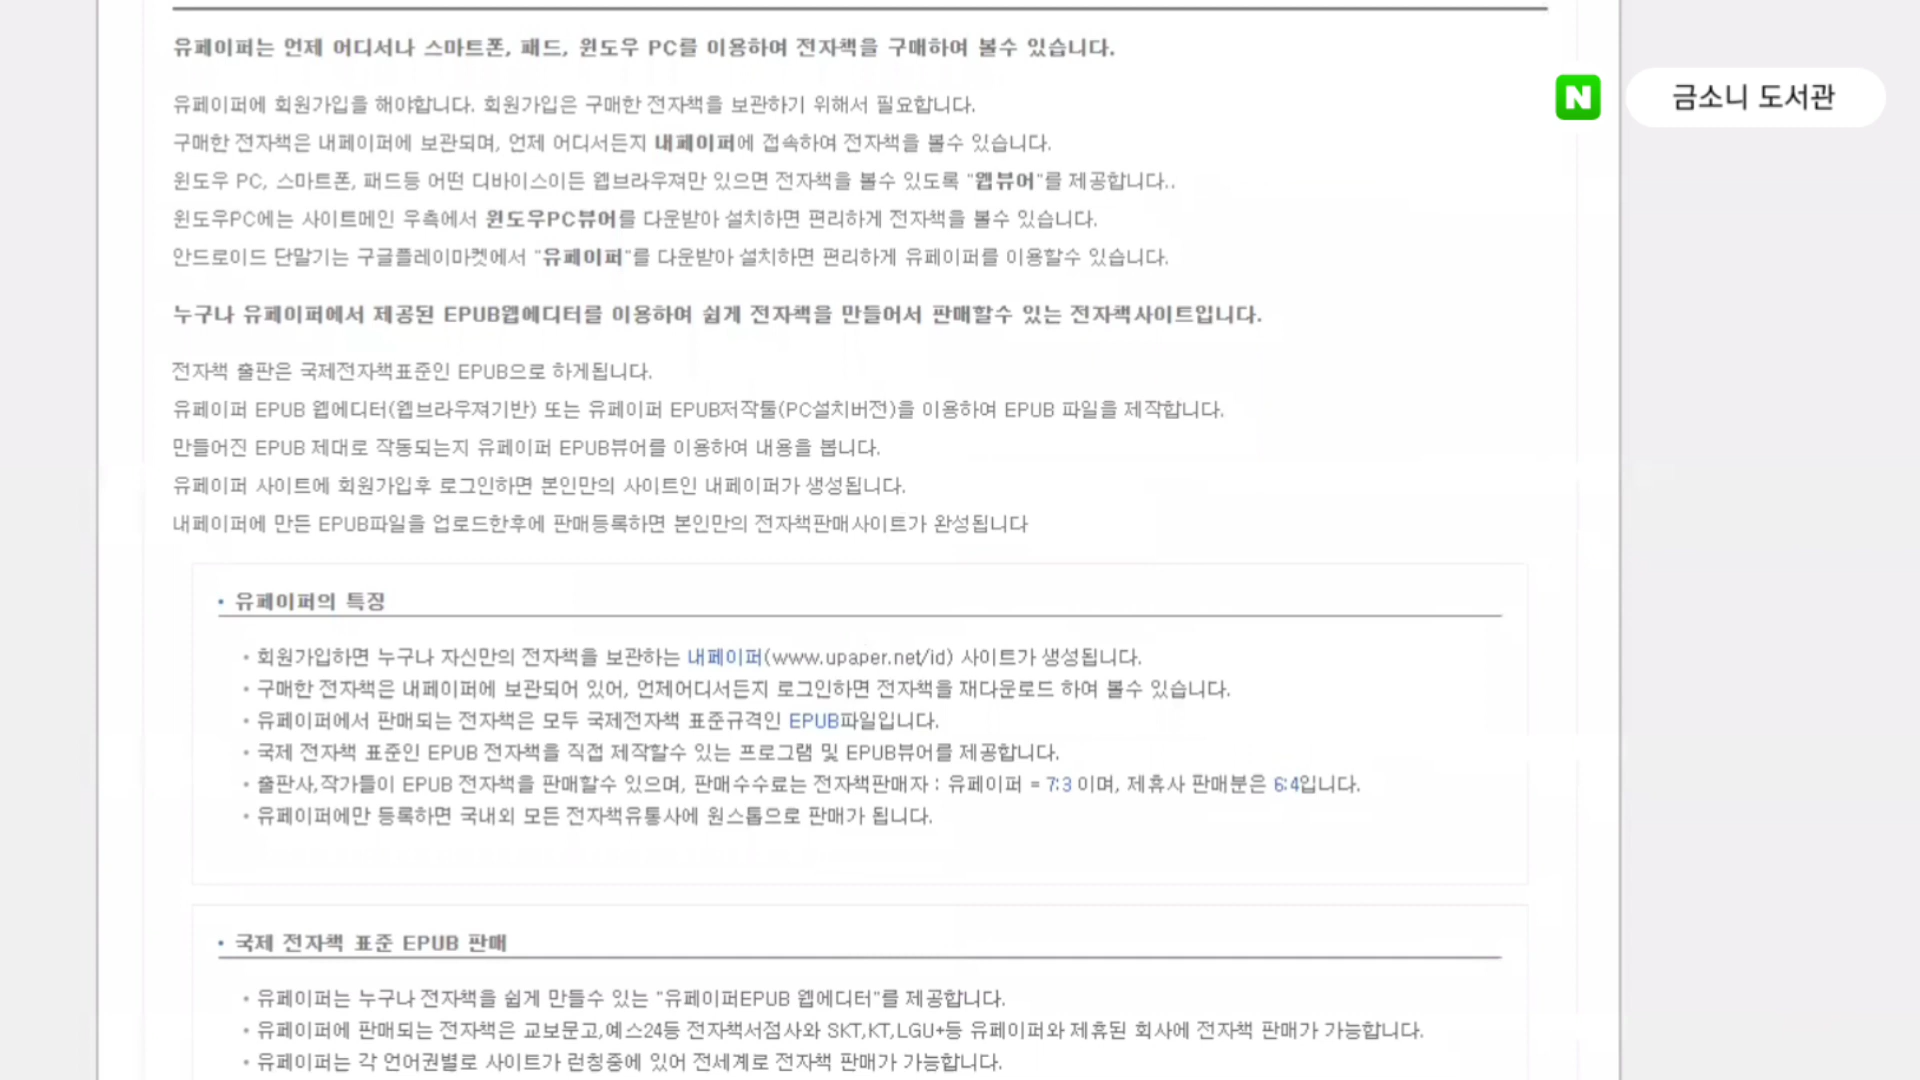 유페이퍼는 언제 어디서나 스마트폰, 패드, 윈도우 PC를 이용하여 전자책을 구매하여 볼수 있습니다.
N 금소니 도서관
유페이퍼에 회원가입을 해야합니다. 회원가입은 구매한 전자책을 보관하기 위해서 필요합니다.
구매한 전자책은 내페이퍼에 보관되며, 언제 어디서든지 내페이퍼에 접속하여 전자책을 볼수 있습니다.
윈도우 PC, 스마트폰, 패드등 어떤 디바이스이든 웹브라우져만 있으면 전자책을 볼수 있도록 "웹뷰어"를 제공합니다..
윈도우PC에는 사이트메인 우측에서 윈도우PC뷰어를 다운받아 설치하면 편리하게 전자책을 볼수 있습니다.
안드로이드 단말기는 구글플레이마켓에서 "유페이퍼"를 다운받아 설치하면 편리하게 유페이퍼를 이용할수 있습니다.
누구나 유페이퍼에서 제공된 EPUB웹에디터를 이용하여 쉽게 전자책을 만들어서 판매할수 있는 전자책사이트입니다.
전자책 출판은 국제전자책표준인 EPUB으로 하게됩니다.
유페이퍼 EPUB 웹에디터(웹브라우져기반) 또는 유페이퍼 EPUB저작툴(PC설치버전)을 이용하여 EPUB 파일을 제작합니다.
만들어진 EPUB 제대로 작동되는지 유페이퍼 EPUB뷰어를 이용하여 내용을 봅니다.
유페이퍼 사이트에 회원가입후 로그인하면 본인만의 사이트인 내페이퍼가 생성됩니다.
내페이퍼에 만든 EPUB파일을 업로드한후에 판매등록하면 본인만의 전자책판매사이트가 완성됩니다
• 유페이퍼의 특징
• 회원가입하면 누구나 자신만의 전자책을 보관하는 내페이퍼(www.upaper.net/id) 사이트가 생성됩니다.
• 구매한 전자책은 내페이퍼에 보관되어 있어, 언제어디서든지 로그인하면 전자책을 재다운로드 하여 볼수 있습니다.
• 유페이퍼에서 판매되는 전자책은 모두 국제전자책 표준규격인 EPUB파일입니다.
• 국제 전자책 표준인 EPUB 전자책을 직접 제작할수 있는 프로그램 및 EPUB뷰어를 제공합니다.
• 출판사,작가들이 EPUB 전자책을 판매할수 있으며, 판매수수료는 전자책판매자 : 유페이퍼 = 7:3 이며, 제휴사 판매분은 6:4입니다.
• 유페이퍼에만 등록하면 국내외 모든 전자책유통사에 원스톱으로 판매가 됩니다.
• 국제 전자책 표준 EPUB 판매
• 유페이퍼는 누구나 전자책을 쉽게 만들수 있는 "유페이퍼EPUB 웹에디터"를 제공합니다.
• 유페이퍼에 판매되는 전자책은 교보문고,예스24등 전자책서점사와 SKT,KT,LGU+등 유페이퍼와 제휴된 회사에 전자책 판매가 가능합니다.
• 유페이퍼는 각 언어권별로 사이트가 런칭중에 있어 전세계로 전자책 판매가 가능합니다.